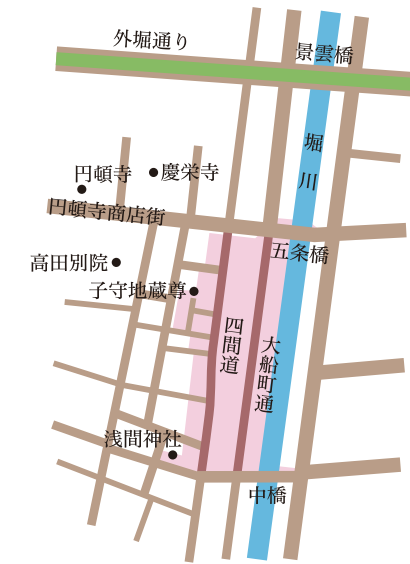 外堀通り
景雲橋
堀川
円頓寺
慶栄寺
円頓寺商店街
五条橋
高田別院
子守地蔵尊
四間道
大船町通
浅間神社
中橋